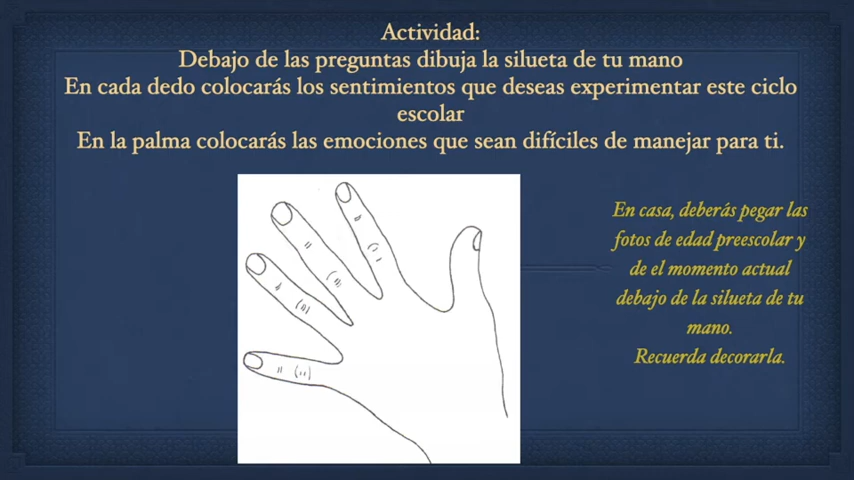 Actividad:
Debajo de las preguntas dibuja la silueta de tu mano
En cada dedo colocarás los sentimientos que deseas experimentar este ciclo
escolar
En la palma colocarás las emociones que sean difíciles de manejar para ti.
En casa, deberás pegar las
fotos de edad preescolar y
de el momento actual
debajo de la silueta de tu
mano.
Recuerda decorarla.